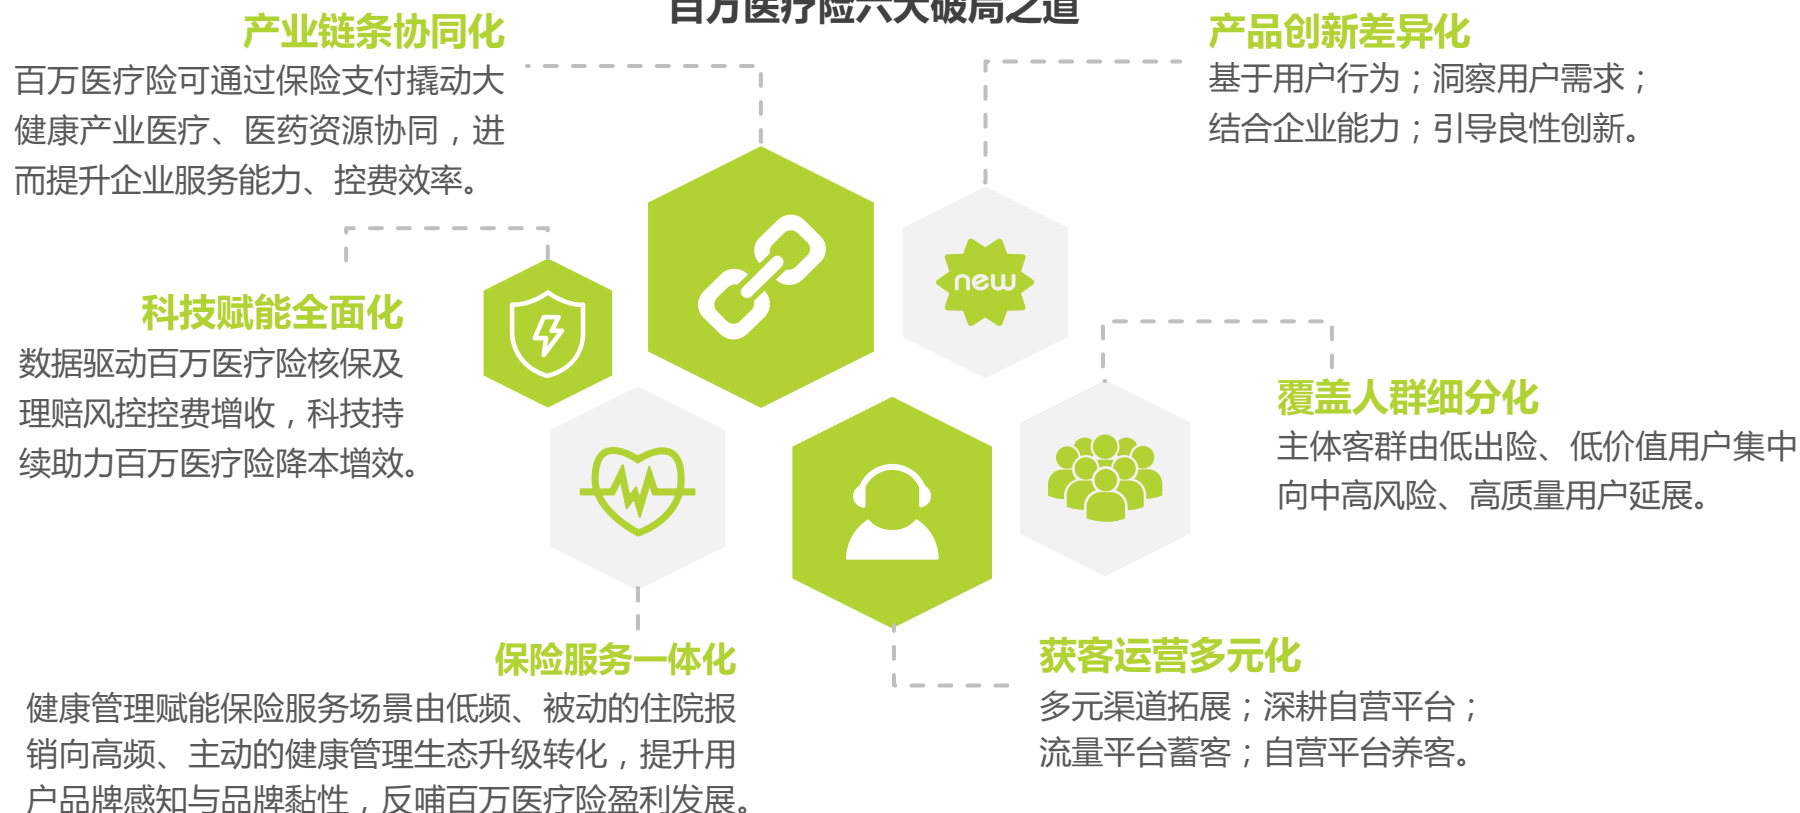 百万医疗险六大破局之道
产业链条协同化
百万医疗险可通过保险支付撬动大
健康产业医疗、医药资源协同，进
而提升企业服务能力、控费效率。
产品创新差异化
基于用户行为；洞察用户需求；
结合企业能力；引导良性创新。
new
科技赋能全面化
数据驱动百万医疗险核保及
理赔风控控费增收，科技持
续助力百万医疗险降本增效。
覆盖人群细分化
主体客群由低出险、低价值用户集中
向中高风险、高质量用户延展。
保险服务一体化
健康管理赋能保险服务场景由低频、被动的住院报
销向高频、主动的健康管理生态升级转化，提升用
户品牌感知与品牌黏性，反哺百万医疗险盈利发展。
获客运营多元化
多元渠道拓展；深耕自营平台；
流量平台蓄客；自营平台养客。